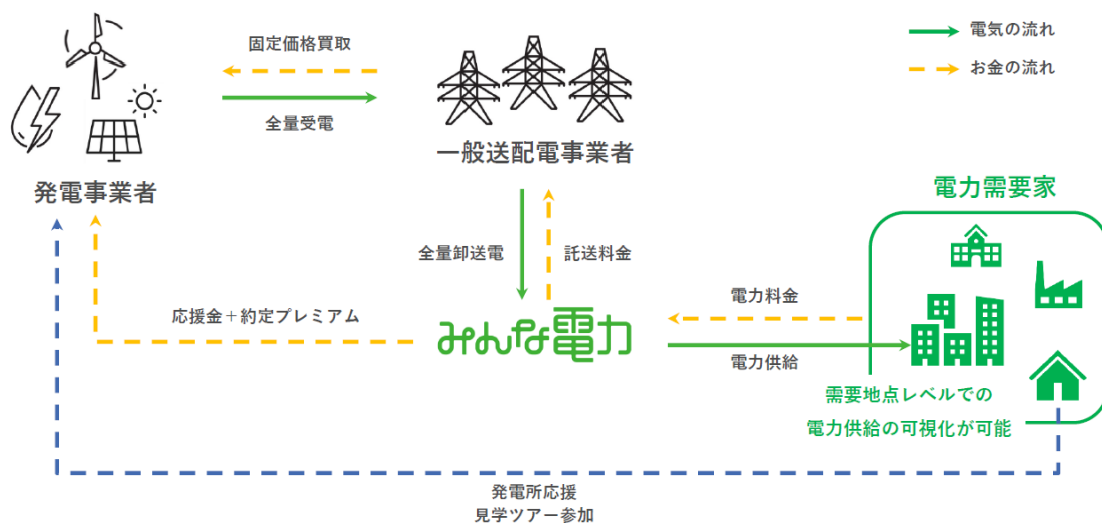 電気の流れ
お金の流れ
固定価格買取
全量受電
一般送配電事業者
発電事業者
電力需要家
全量卸送電
託送料金
電力料金
応援金＋約定プレミアム
みんな電力
電力供給
需要地点レベルでの
電力供給の可視化が可能
発電所応援
見学ツアー参加